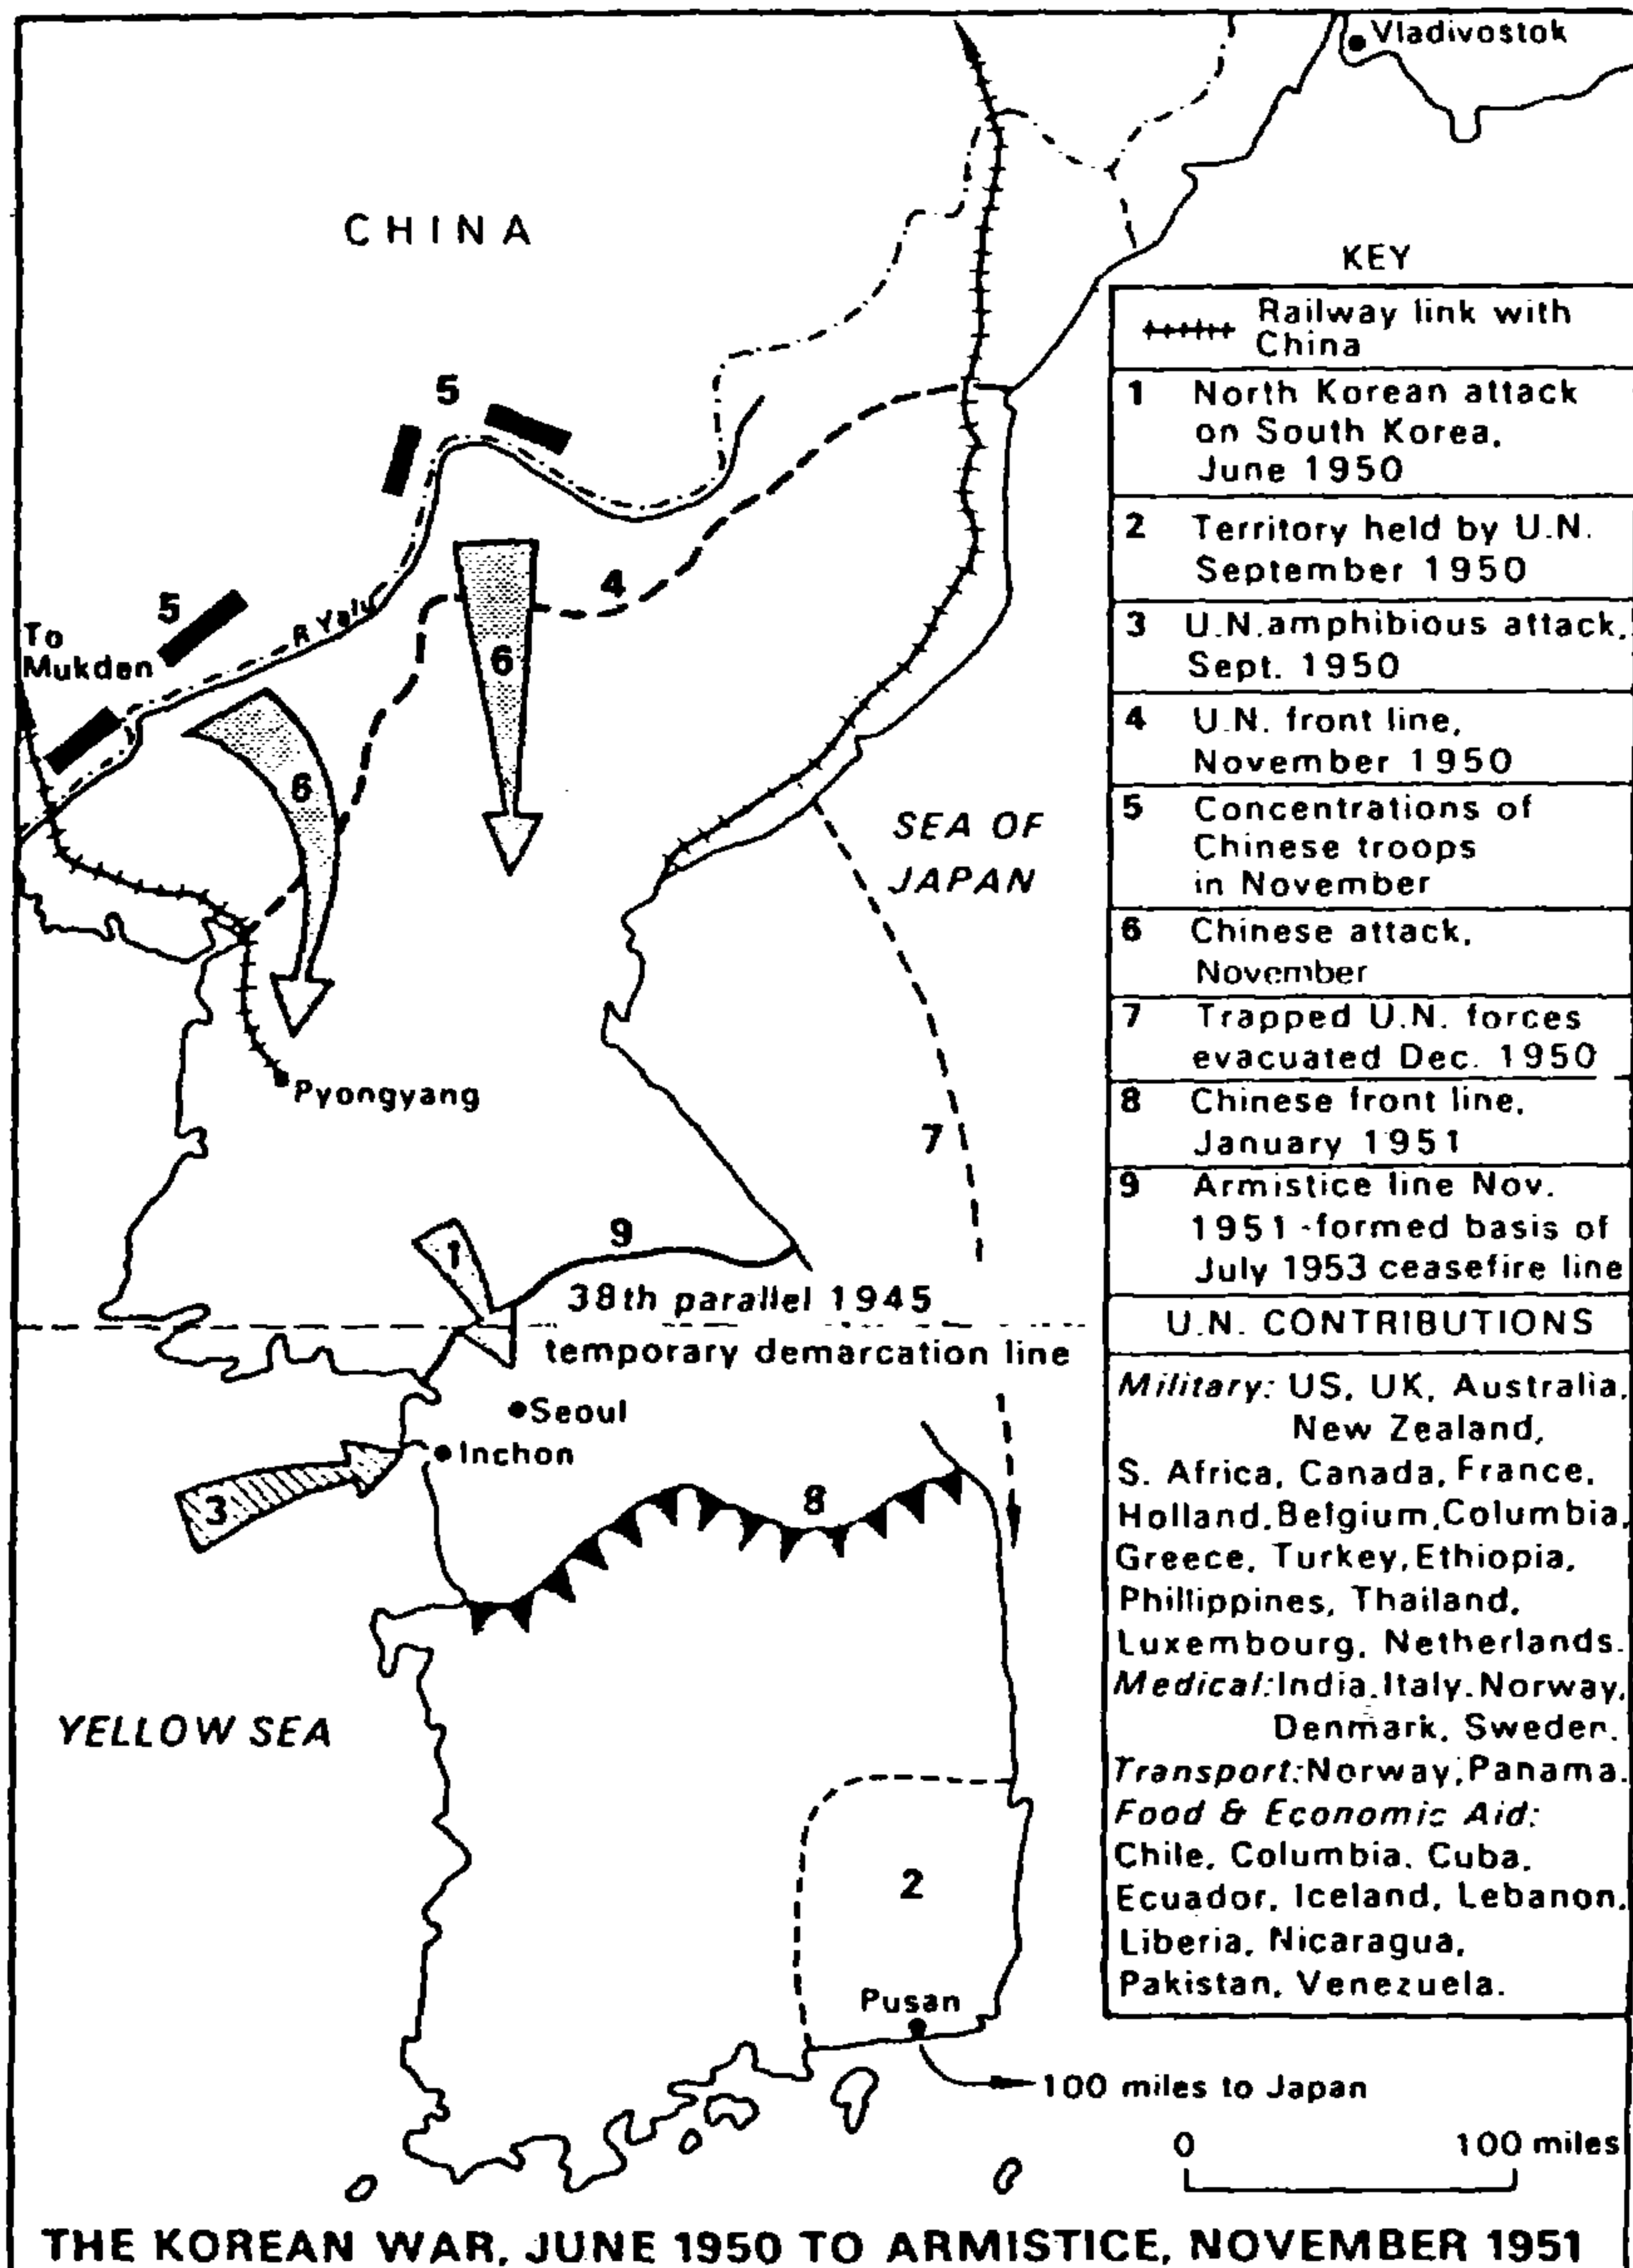 Vladivostok
CHINA
5
5
4
6
To
Mukden
R Yalu
6
SEA OF
JAPAN
Pyongyang
7
1
9
38th parallel 1945
temporary demarcation line
Seoul
Inchon
3
8
YELLOW SEA
2
Pusan
100 miles to Japan
0 100 miles
KEY
Railway link with
China
1 North Korean attack
on South Korea,
June 1950
2 Territory held by U.N.
September 1950
3 U.N. amphibious attack,
Sept. 1950
4 U.N. front line,
November 1950
5 Concentrations of
Chinese troops
in November
6 Chinese attack,
November
7 Trapped U.N. forces
evacuated Dec. 1950
8 Chinese front line,
January 1951
9 Armistice line Nov.
1951 -formed basis of
July 1953 ceasefire line
U.N. CONTRIBUTIONS
Military: US, UK, Australia,
New Zealand,
S. Africa, Canada, France,
Holland, Belgium, Columbia,
Greece, Turkey, Ethiopia,
Phillippines, Thailand,
Luxembourg, Netherlands.
Medical: India, Italy, Norway,
Denmark, Sweden.
Transport: Norway, Panama.
Food & Economic Aid:
Chile, Columbia, Cuba,
Ecuador, Iceland, Lebanon,
Liberia, Nicaragua,
Pakistan, Venezuela.
THE KOREAN WAR, JUNE 1950 TO ARMISTICE, NOVEMBER 1951